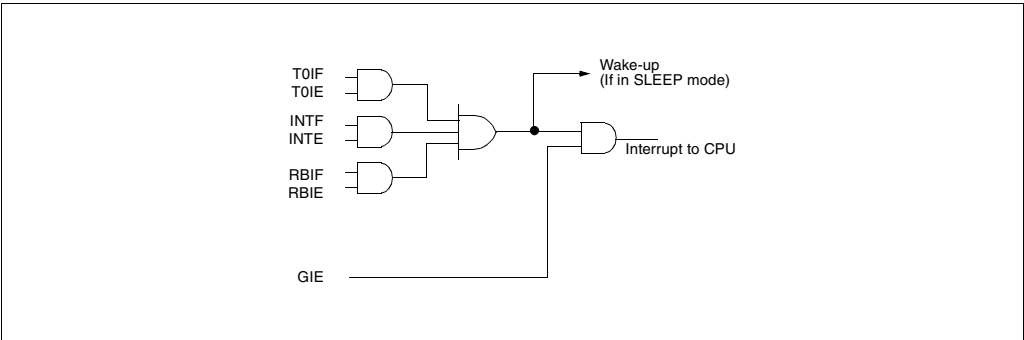 T0IF
T0IE
INTF
INTE
RBIF
RBIE
GIE
Wake-up
(If in SLEEP mode)
Interrupt to CPU